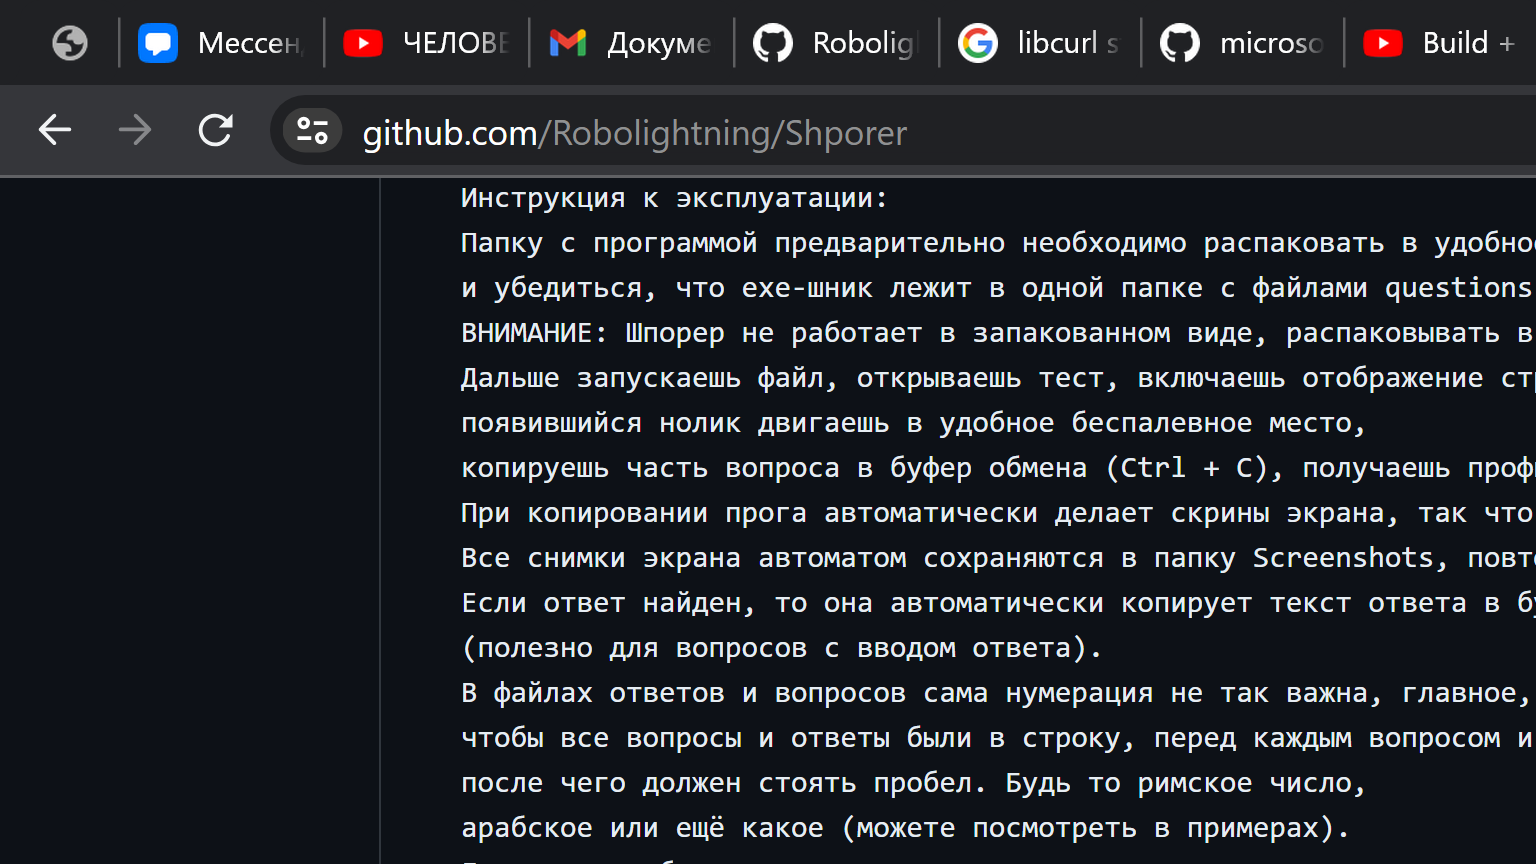 Мессен
ЧЕЛОВЕ
Докуме
Robolig
libcurl s
microso
Build +
github.com/Robolightning/Shporer
Инструкция к эксплуатации:
Папку с программой предварительно необходимо распаковать в удобно
и убедиться, что exe-шник лежит в одной папке с файлами questions
ВНИМАНИЕ: Шпорер не работает в запакованном виде, распаковывать в
Дальше запускаешь файл, открываешь тест, включаешь отображение ст
появившийся нолик двигаешь в удобное беспалевное место,
копируешь часть вопроса в буфер обмена (Ctrl + C), получаешь проф
При копировании прога автоматически делает скрины экрана, так что
Все снимки экрана автоматом сохраняются в папку Screenshots, повт
Если ответ найден, то она автоматически копирует текст ответа в б
(полезно для вопросов с вводом ответа).
В файлах ответов и вопросов сама нумерация не так важна, главное,
чтобы все вопросы и ответы были в строку, перед каждым вопросом и
после чего должен стоять пробел. Будь то римское число,
арабское или ещё какое (можете посмотреть в примерах).